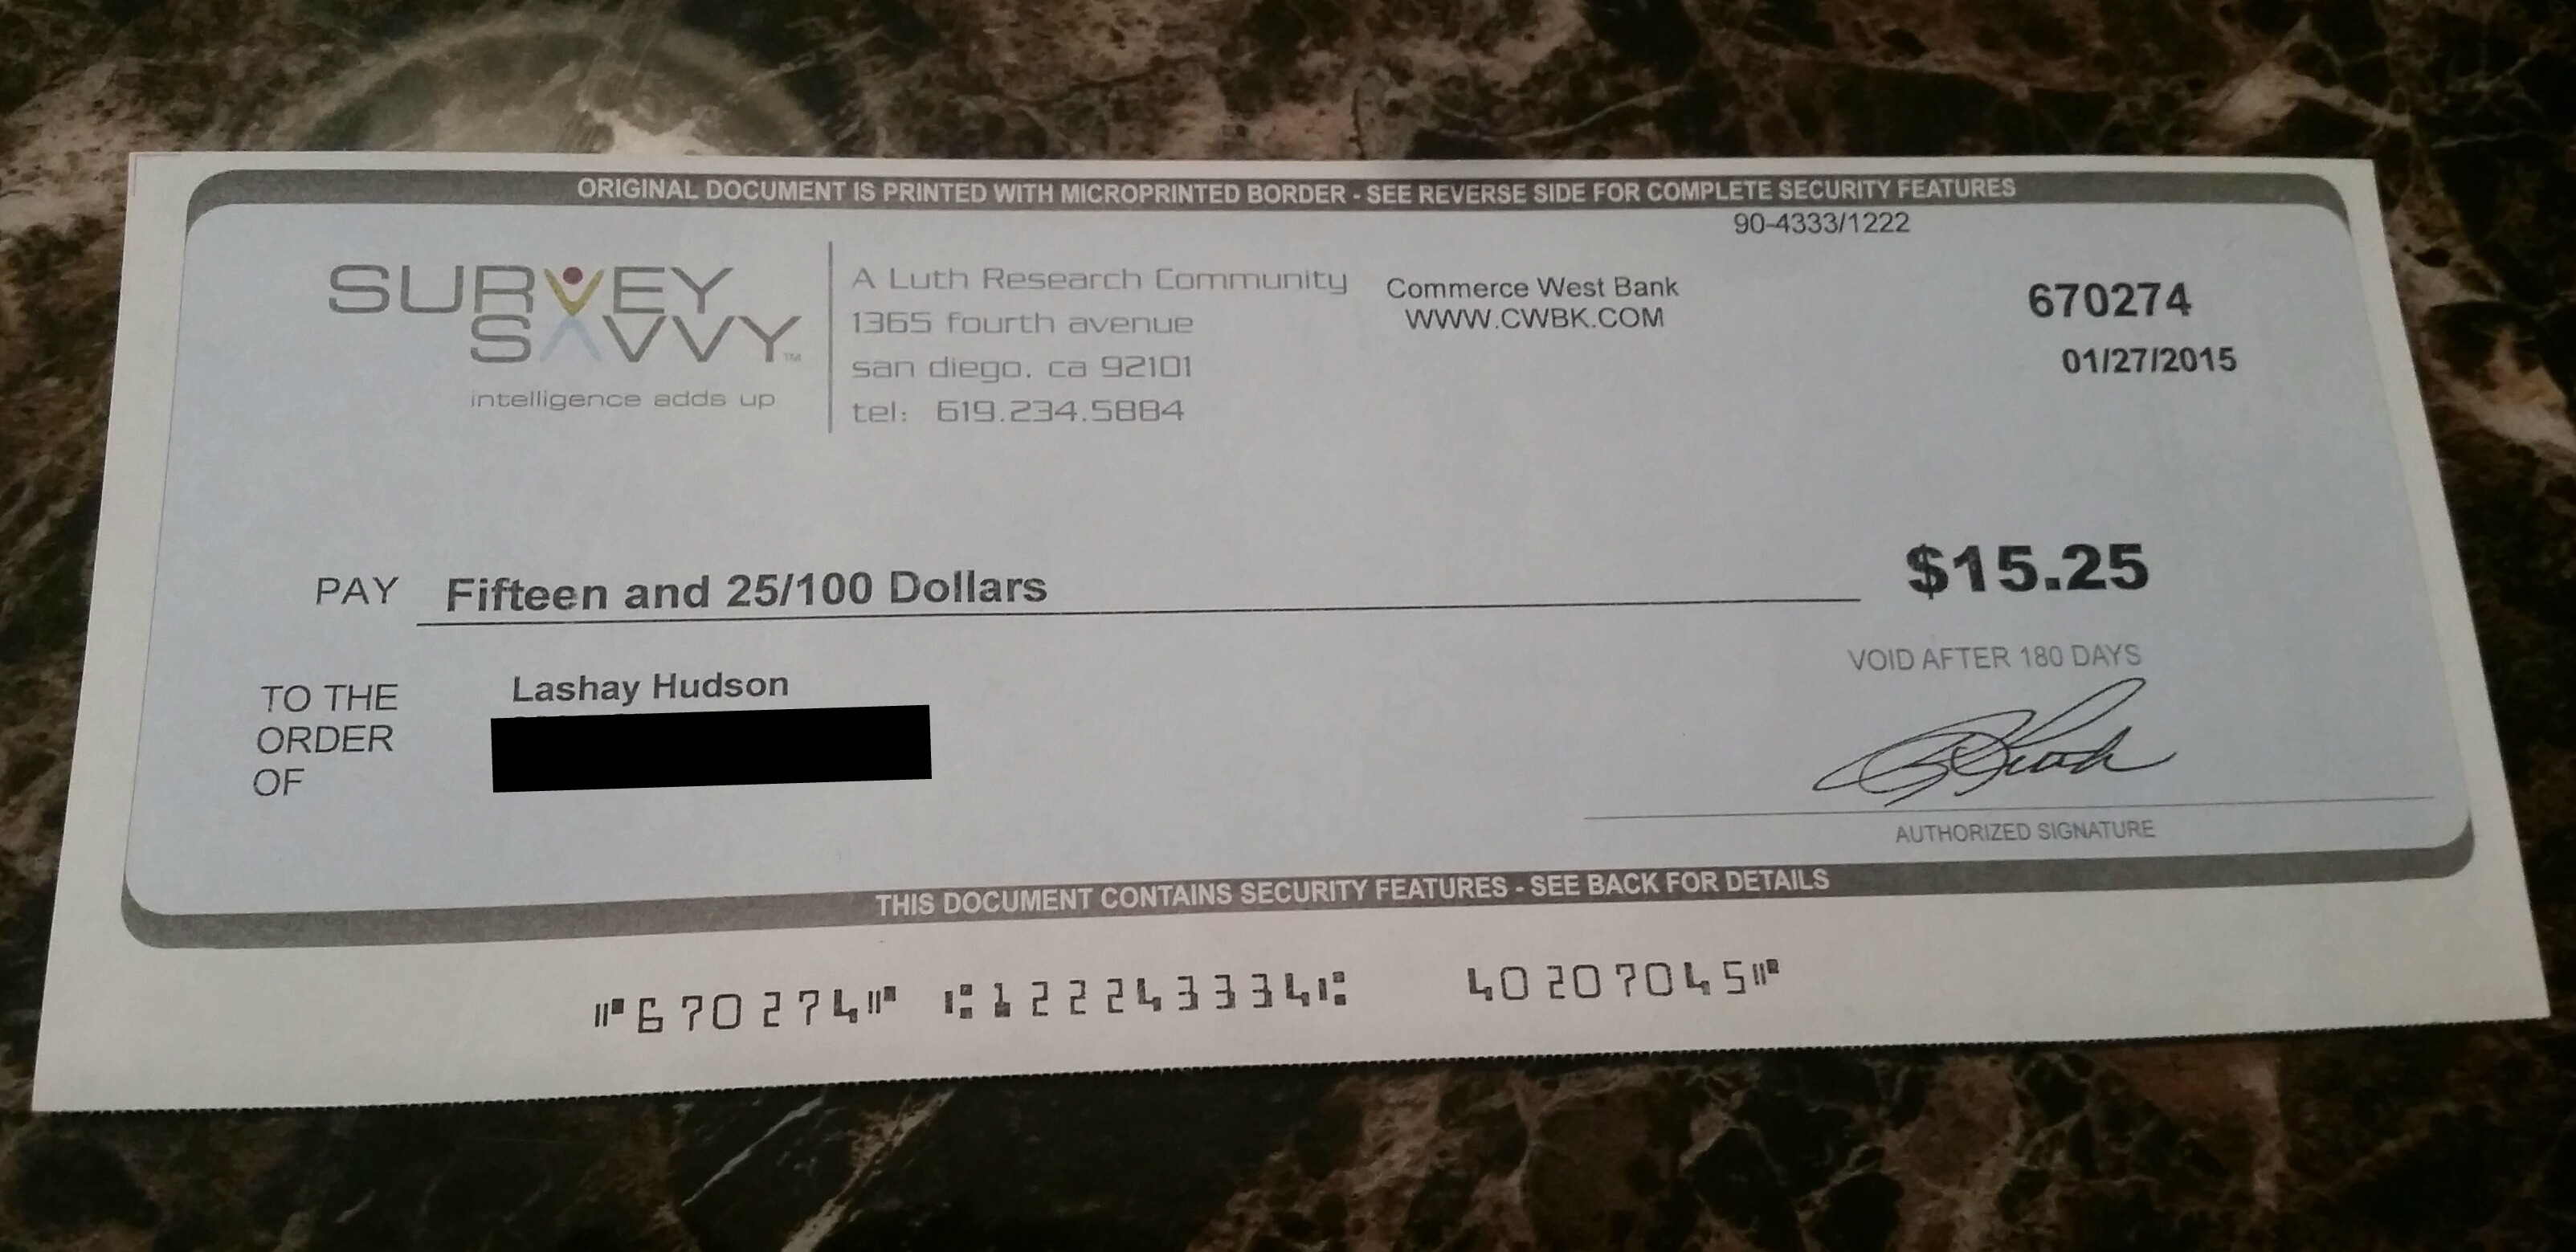 ORIGINAL DOCUMENT IS PRINTED WITH MICROPRINTED BORDER - SEE REVERSE SIDE FOR COMPLETE SECURITY FEATURES
90-4333/1222
SURVEY
SAVVY™
intelligence adds up
A Luth Research Community
1365 fourth avenue
san diego, ca 92101
tel: 619.234.5884
Commerce West Bank
WWW.CWBK.COM
670274
01/27/2015
PAY Fifteen and 25/100 Dollars $15.25
VOID AFTER 180 DAYS
TO THE
ORDER
OF
Lashay Hudson
AUTHORIZED SIGNATURE
THIS DOCUMENT CONTAINS SECURITY FEATURES - SEE BACK FOR DETAILS
⑈670274⑈ ⑆122243334⑆ 40207045⑈